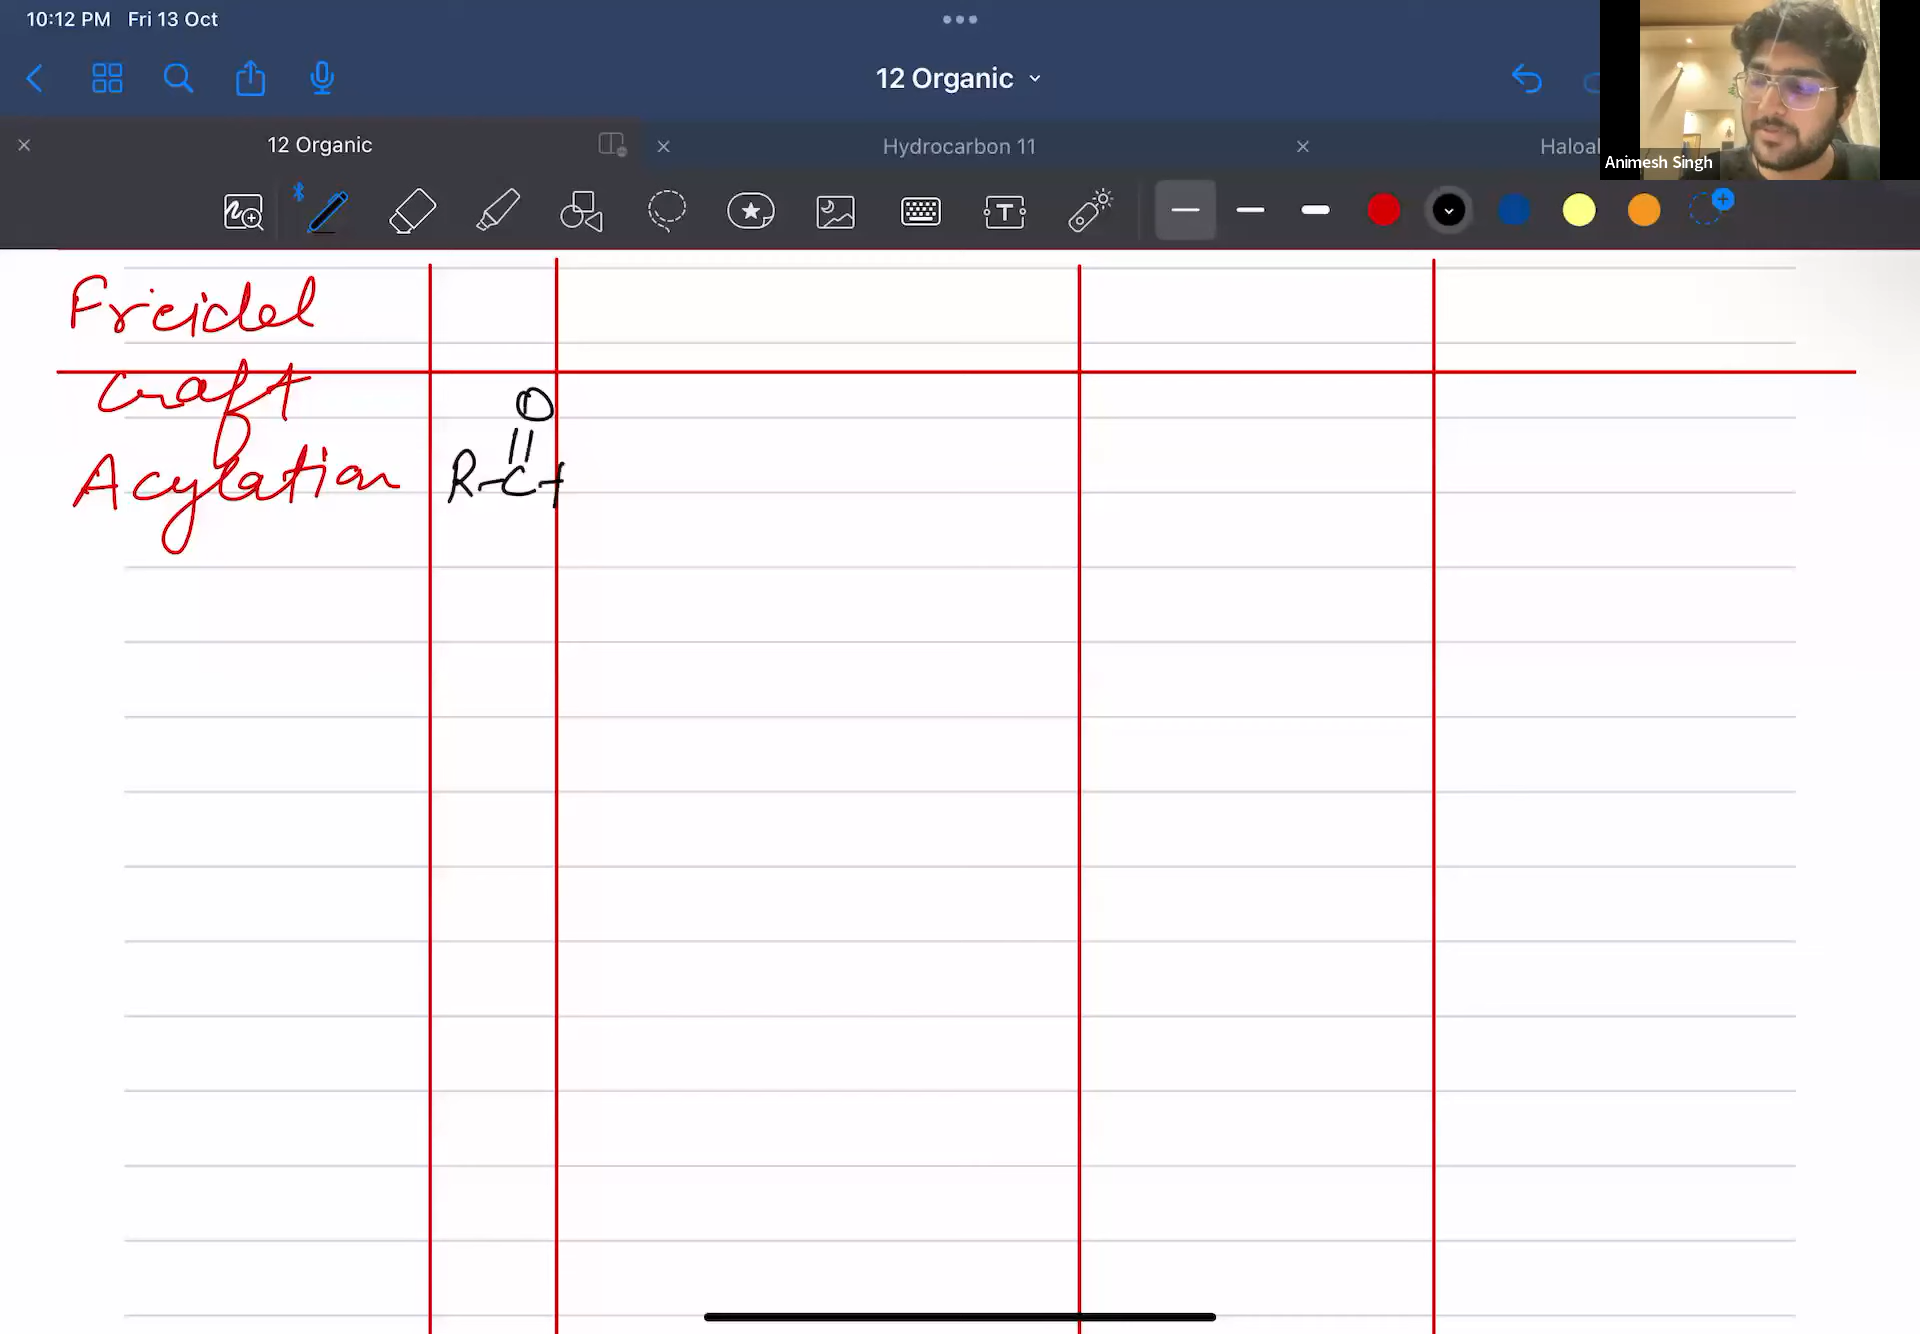 10:12 PM Fri 13 Oct
12 Organic
12 Organic
Hydrocarbon 11
Haloal
Animesh Singh
T
Freidel
Craft
Acylation
O
R-C+